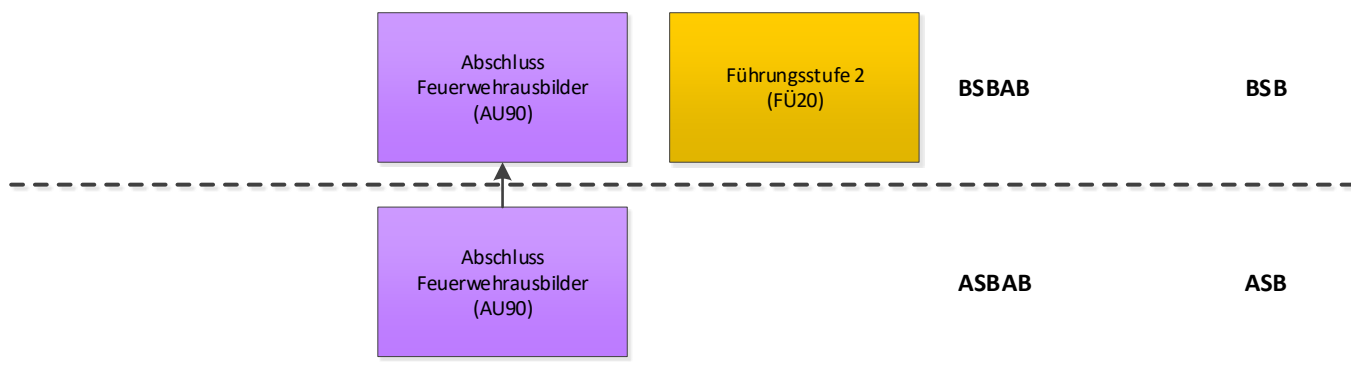 Abschluss
Feuerwehrausbilder
(AU90)
Führungsstufe 2
(FÜ20)
BSBAB
BSB
Abschluss
Feuerwehrausbilder
(AU90)
ASBAB
ASB